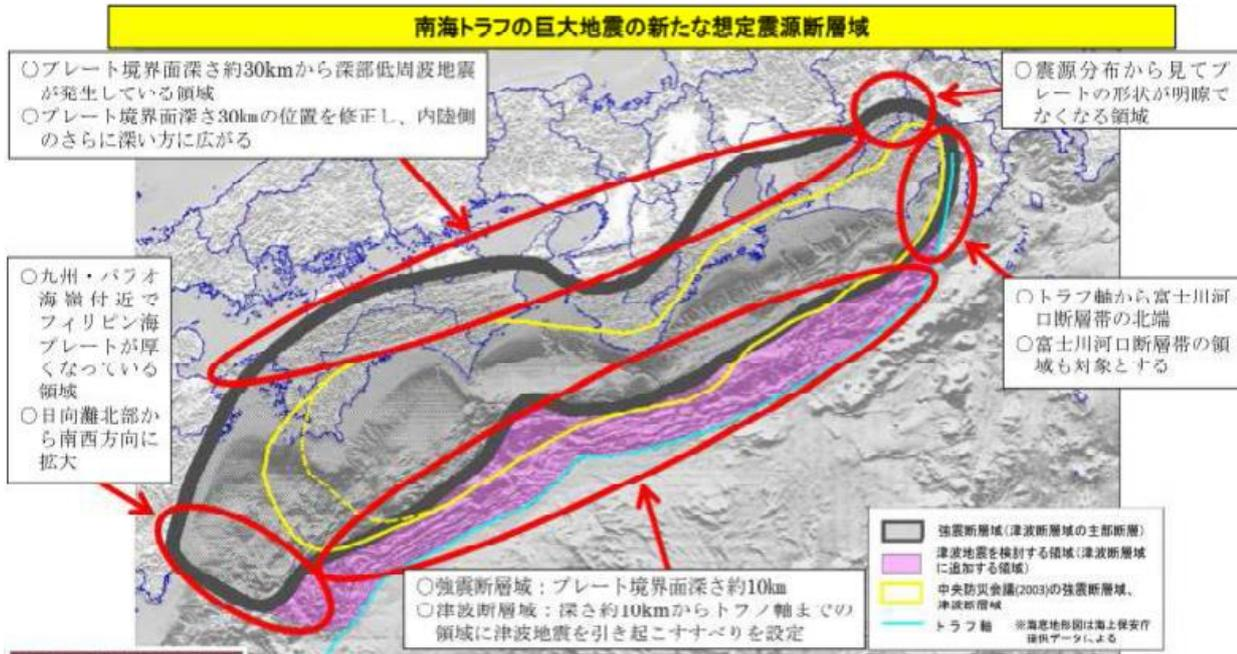 南海トラフの巨大地震の新たな想定震源断層域
○プレート境界面深さ約30kmから深部低周波地震
が発生している領域
○プレート境界面深さ30kmの位置を修正し、内陸側
のさらに深い方に広がる
○震源分布から見てプ
レートの形状が明瞭で
なくなる領域
○九州・パラオ
海嶺付近で
フィリピン海
プレートが厚
くなっている
領域
○日向灘北部か
ら南西方向に
拡大
○トラフ軸から富士川河
口断層帯の北端
○富士川河口断層帯の領
域も対象とする
○強震断層域：プレート境界面深さ約10km
○津波断層域：深さ約10kmからトラフ軸までの
領域に津波地震を引き起こすすべりを設定
強震断層域(津波断層域の主部断層)
津波地震を検討する領域(津波断層域
に追加する領域)
中央防災会議(2003)の強震断層域、
津波断層域
トラフ軸 ※海底地形図は海上保安庁
提供データによる